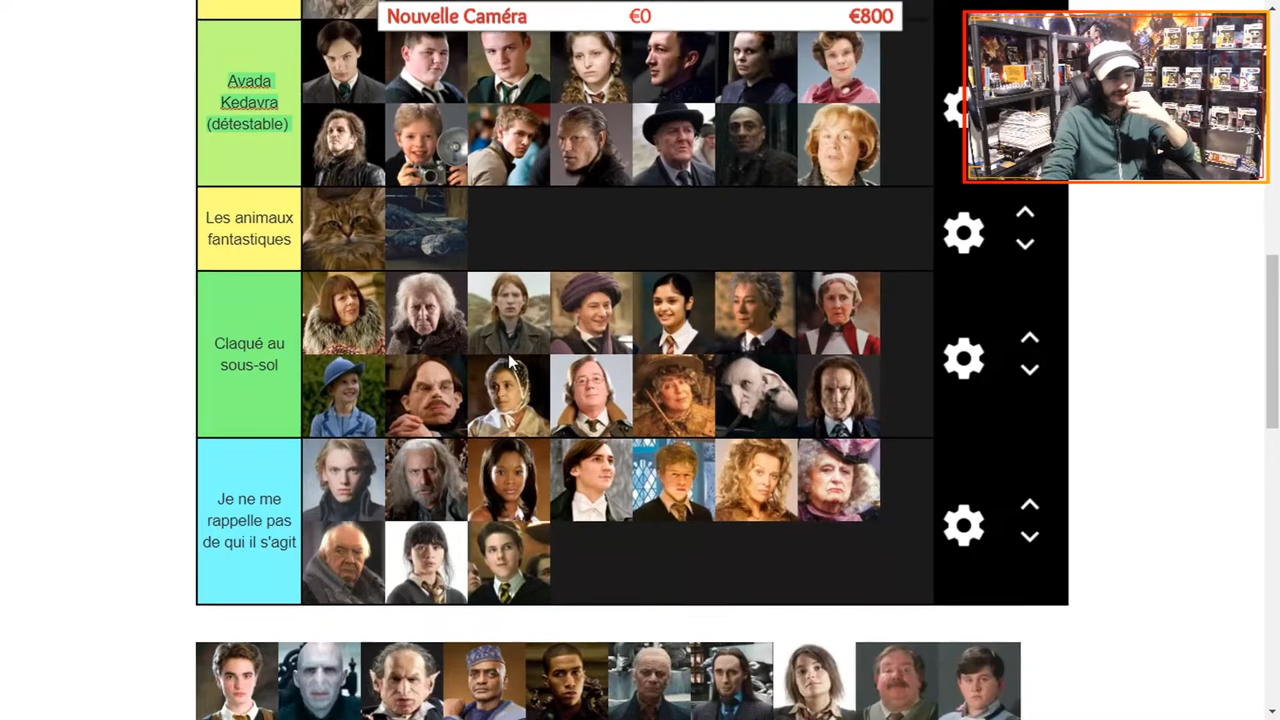 Nouvelle Caméra €0 €800
Avada
Kedavra
(détestable)
Les animaux
fantastiques
Claqué au
sous-sol
Je ne me
rappelle pas
de qui il s'agit